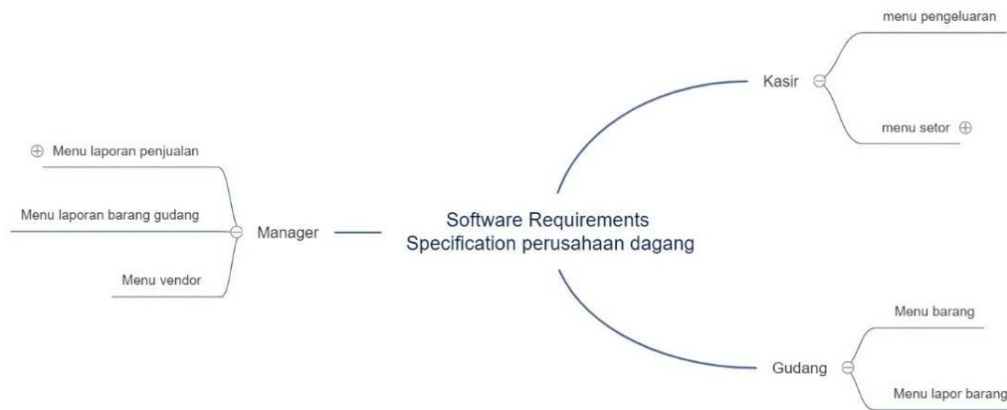 menu pengeluaran
Kasir
menu setor
Menu laporan penjualan
Menu laporan barang gudang
Manager
Menu vendor
Software Requirements
Specification perusahaan dagang
Menu barang
Gudang
Menu lapor barang